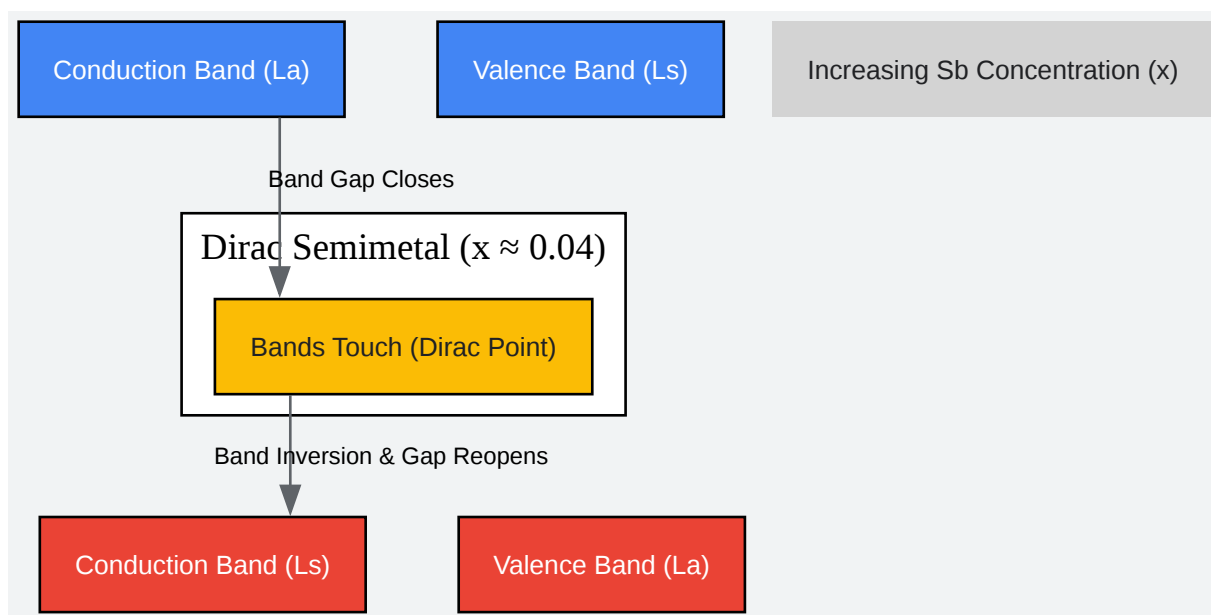 Conduction Band (La)
Valence Band (Ls)
Increasing Sb Concentration (x)
Band Gap Closes
Dirac Semimetal (x ≈ 0.04)
Bands Touch (Dirac Point)
Band Inversion & Gap Reopens
Conduction Band (Ls)
Valence Band (La)